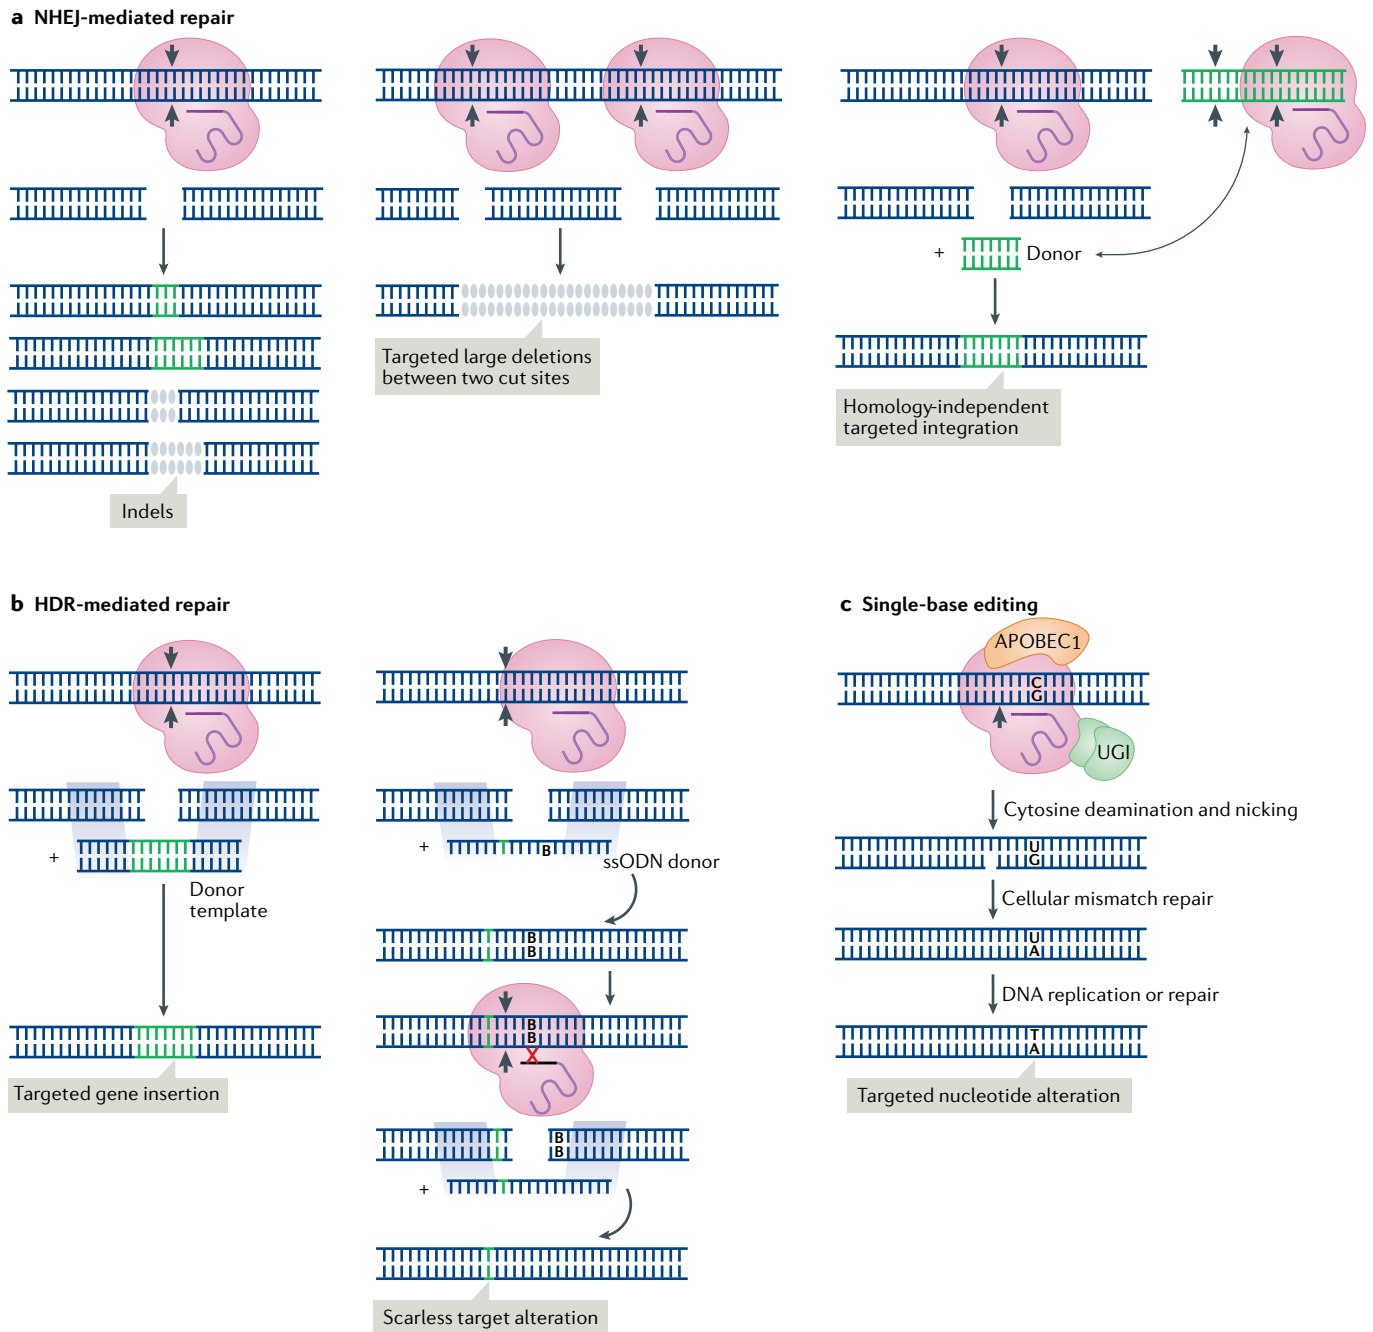 a NHEJ-mediated repair
+
Donor
Targeted large deletions
between two cut sites
Homology-independent
targeted integration
Indels
b HDR-mediated repair
+
Donor
template
Targeted gene insertion
+
B
ssODN donor
B
B
B
B
X
B
B
+
Scarless target alteration
c Single-base editing
APOBEC1
C
G
UGI
Cytosine deamination and nicking
U
G
Cellular mismatch repair
U
A
DNA replication or repair
T
A
Targeted nucleotide alteration